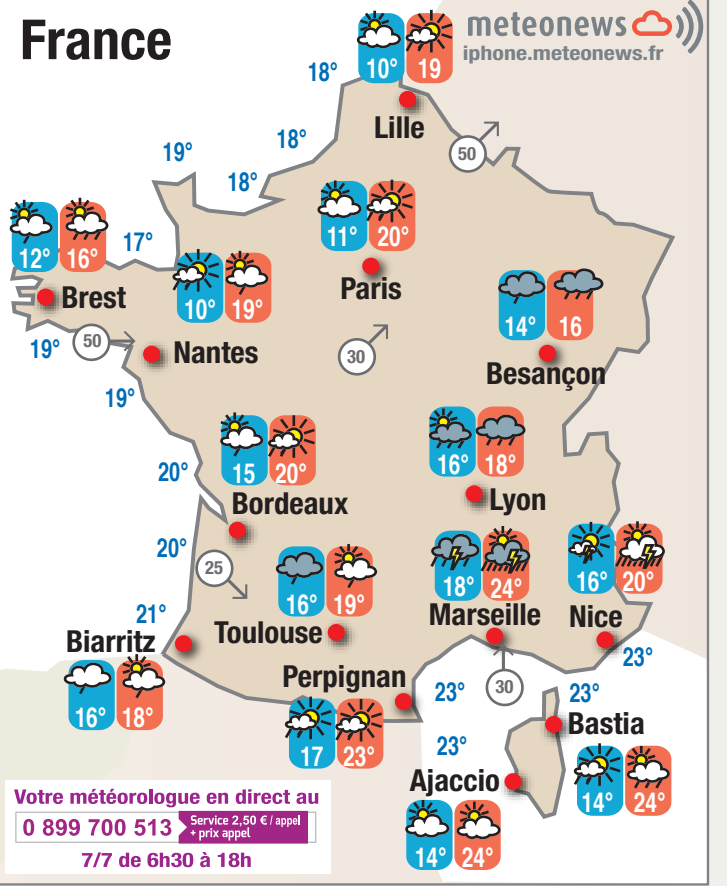 France
meteonews
iphone.meteonews.fr
10° 19
18°
Lille
18°
50
19°
18°
11° 20°
12° 16°
17°
Paris
10° 19°
Brest
14° 16
50
Nantes
30
19°
Besançon
19°
16° 18°
15 20°
20°
Lyon
Bordeaux
20°
25
18° 24°
16° 20°
16° 19°
21°
Marseille
Nice
Biarritz
Toulouse
23°
Perpignan
30
23°
23°
16° 18°
Bastia
17 23°
23°
Ajaccio
14° 24°
14° 24°
Votre météorologue en direct au
0 899 700 513 Service 2,50 € / appel
+ prix appel
7/7 de 6h30 à 18h